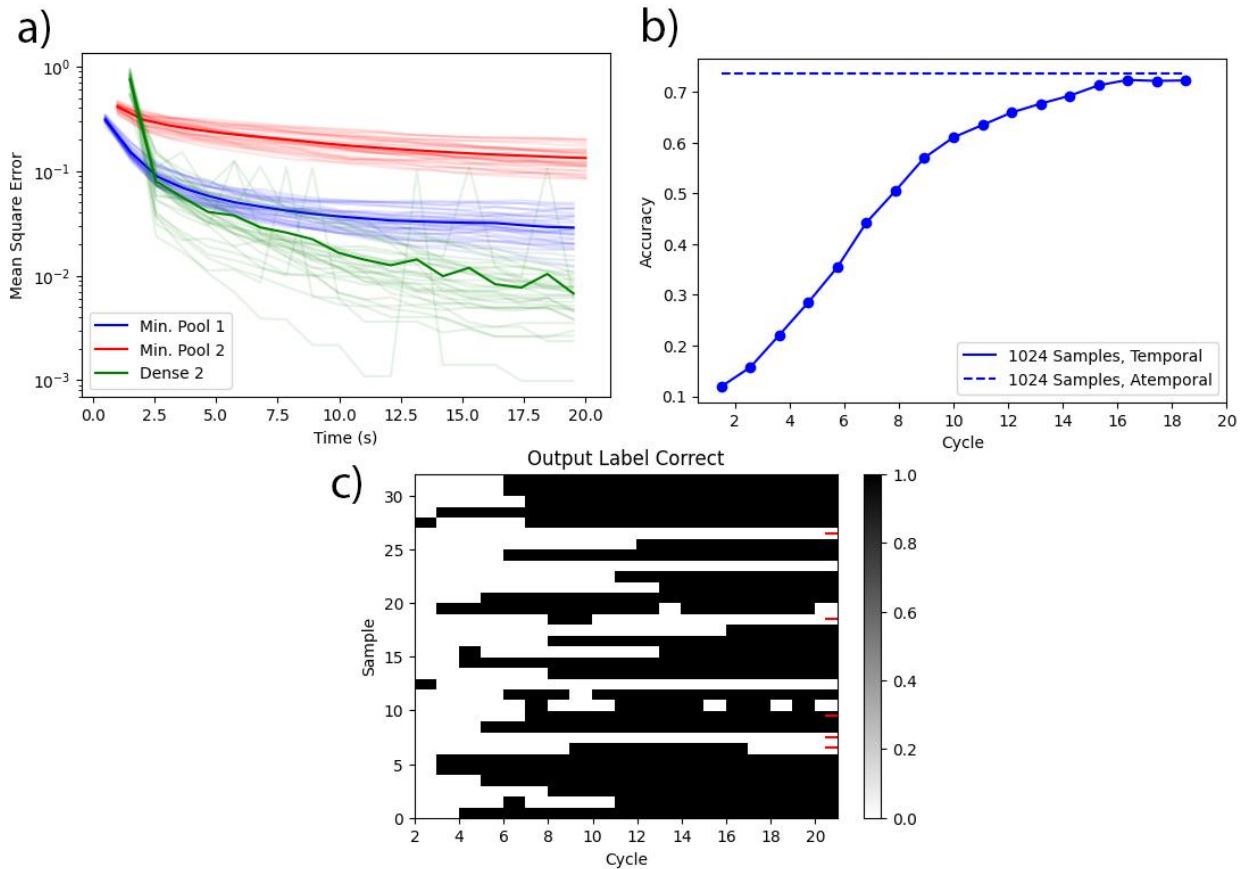 a)
10⁰
10⁻¹
10⁻²
10⁻³
Mean Square Error
Min. Pool 1
Min. Pool 2
Dense 2
0.0 2.5 5.0 7.5 10.0 12.5 15.0 17.5 20.0
Time (s)
b)
0.7
0.6
0.5
0.4
0.3
0.2
0.1
Accuracy
1024 Samples, Temporal
1024 Samples, Atemporal
2 4 6 8 10 12 14 16 18 20
Cycle
c)
Output Label Correct
30
25
20
15
10
5
0
Sample
2 4 6 8 10 12 14 16 18 20
Cycle
1.0
0.8
0.6
0.4
0.2
0.0